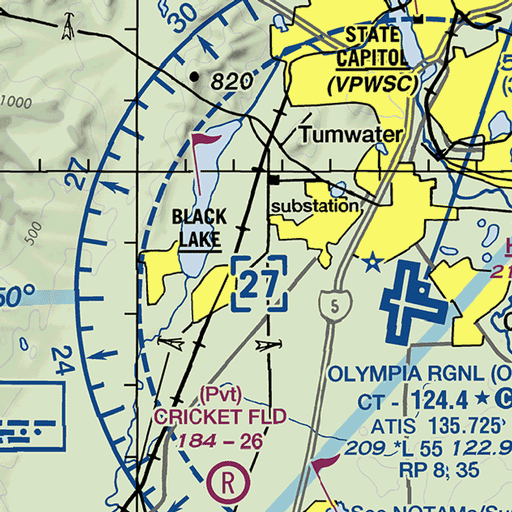 30
STATE
CAPITOL
(VPWSC)
820
1000
Tumwater
27
substation
BLACK
LAKE
500
50°
27
5
24
OLYMPIA RGNL (O
CT - 124.4 ★ C
ATIS 135.725
209 *L 55 122.9
RP 8, 35
(Pvt)
CRICKET FLD
184 - 26
R
See NOTAMs/Su